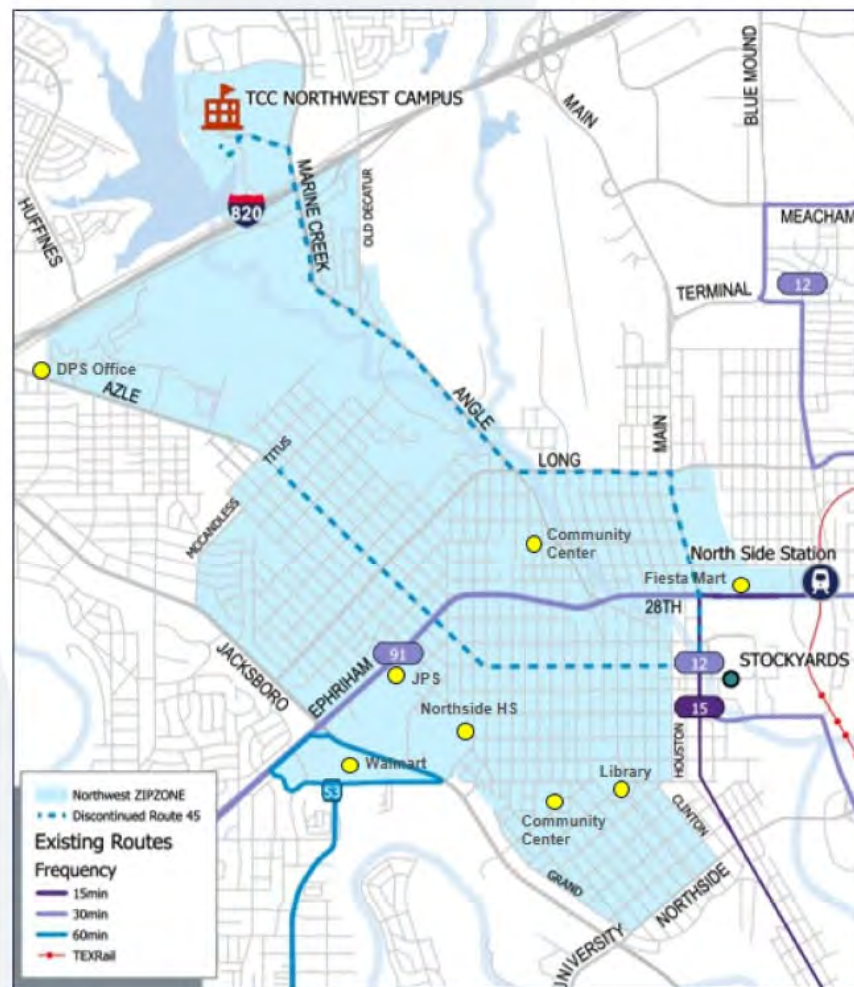 TCC NORTHWEST CAMPUS
MAIN
BLUE MOUND
820
MARINE CREEK
OLD DECATUR
HUFFINES
MEACHAM
TERMINAL
12
DPS Office
AZLE
ANGLE
MAIN
TITUS
LONG
MCCANDLESS
Community
Center
North Side Station
Fiesta Mart
28TH
JACKSBORO
EPHRIHAM
91
JPS
12
STOCKYARDS
15
Northside HS
HOUSTON
Walmart
53
Library
CLINTON
Community
Center
GRAND
NORTHSIDE
UNIVERSITY
Northwest ZIPZONE
Discontinued Route 45
Existing Routes
Frequency
15min
30min
60min
TEXRail